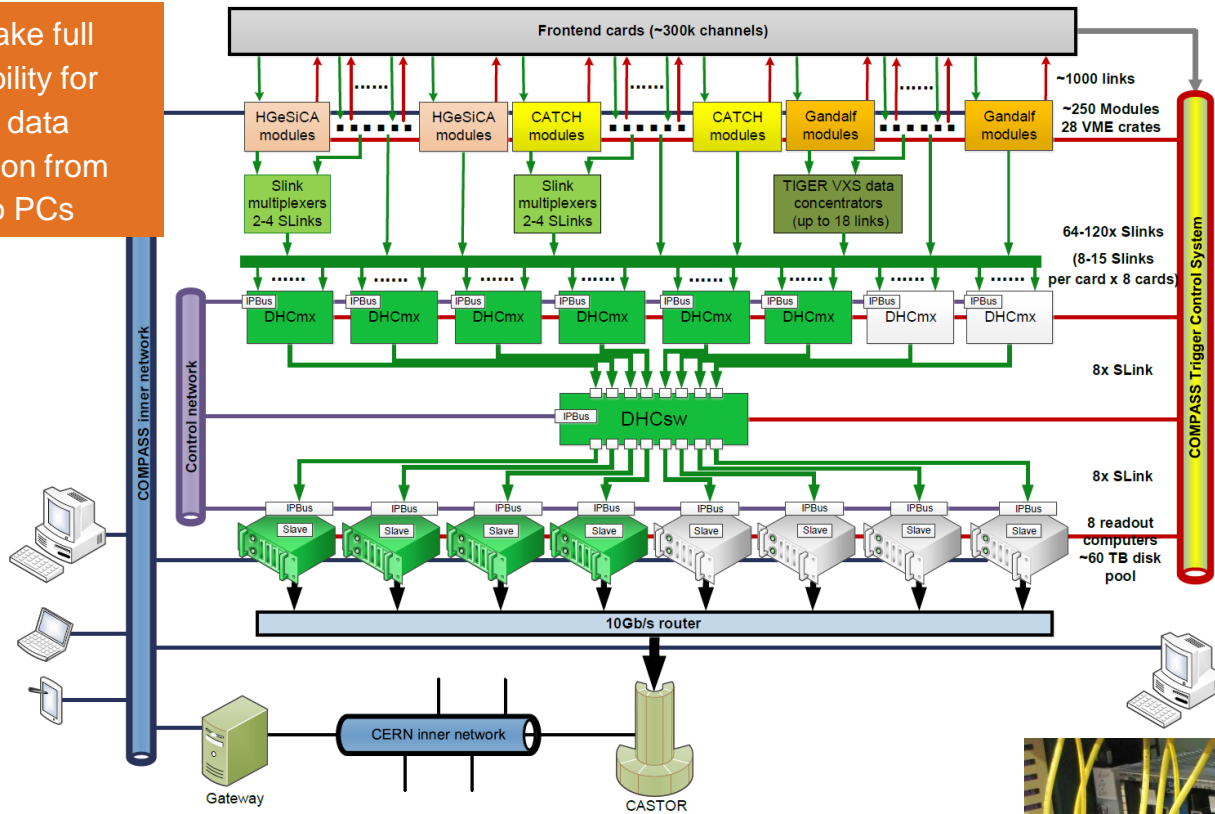 ake full
bility for
data
on from
o PCs
Frontend cards (~300k channels)
~1000 links
......
......
......
HGeSiCA
modules
HGeSiCA
modules
CATCH
modules
CATCH
modules
Gandalf
modules
Gandalf
modules
~250 Modules
28 VME crates
Slink
multiplexers
2-4 SLinks
Slink
multiplexers
2-4 SLinks
TIGER VXS data
concentrators
(up to 18 links)
64-120x Slinks
(8-15 Slinks
per card x 8 cards)
......
......
......
......
......
......
......
......
IPBus
DHCmx
IPBus
DHCmx
IPBus
DHCmx
IPBus
DHCmx
IPBus
DHCmx
IPBus
DHCmx
IPBus
DHCmx
IPBus
DHCmx
COMPASS inner network
Control network
COMPASS Trigger Control System
8x SLink
IPBus
DHCsw
8x SLink
IPBus
Slave
IPBus
Slave
IPBus
Slave
IPBus
Slave
IPBus
Slave
IPBus
Slave
IPBus
Slave
IPBus
Slave
8 readout
computers
~60 TB disk
pool
10Gb/s router
CERN inner network
Gateway
CASTOR